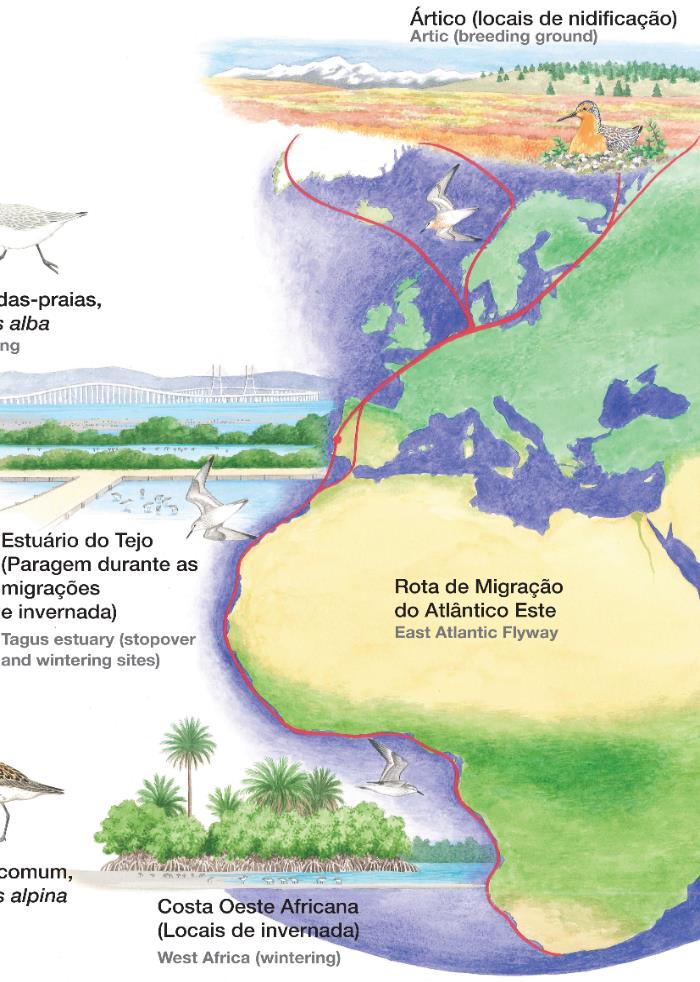 Ártico (locais de nidificação)
Artic (breeding ground)
das-praias,
s alba
ng
Estuário do Tejo
(Paragem durante as
migrações
e invernada)
Tagus estuary (stopover
and wintering sites)
Rota de Migração
do Atlântico Este
East Atlantic Flyway
comum,
s alpina
Costa Oeste Africana
(Locais de invernada)
West Africa (wintering)